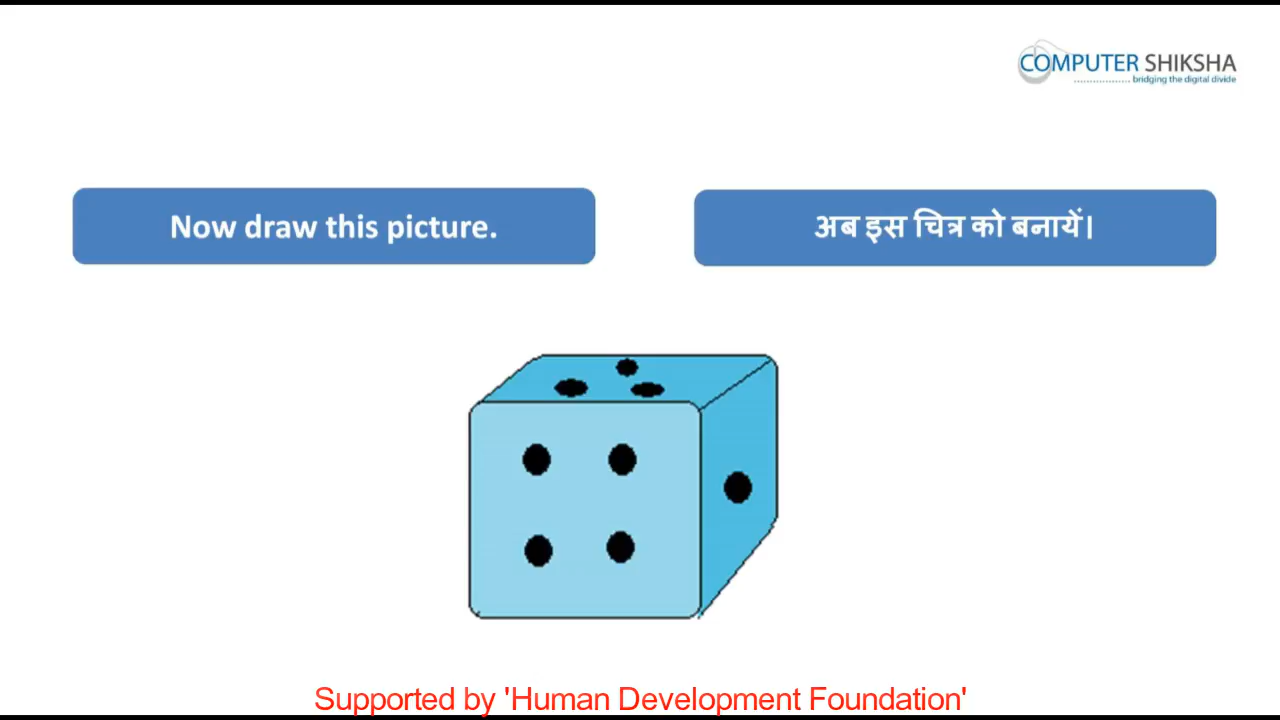 COMPUTER SHIKSHA
bridging the digital divide
Now draw this picture.
अब इस चित्र को बनायें।
Supported by 'Human Development Foundation'